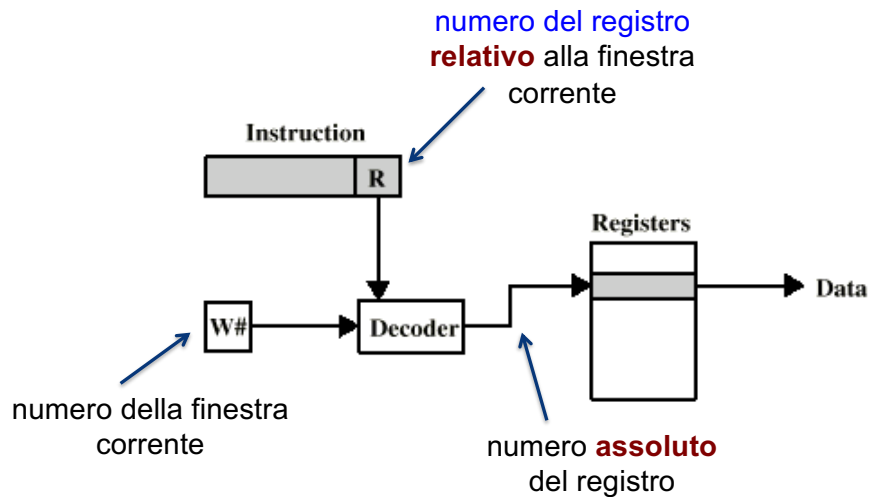 numero del registro
relativo alla finestra
corrente
Instruction
R
Registers
Data
W#
Decoder
numero della finestra
corrente
numero assoluto
del registro